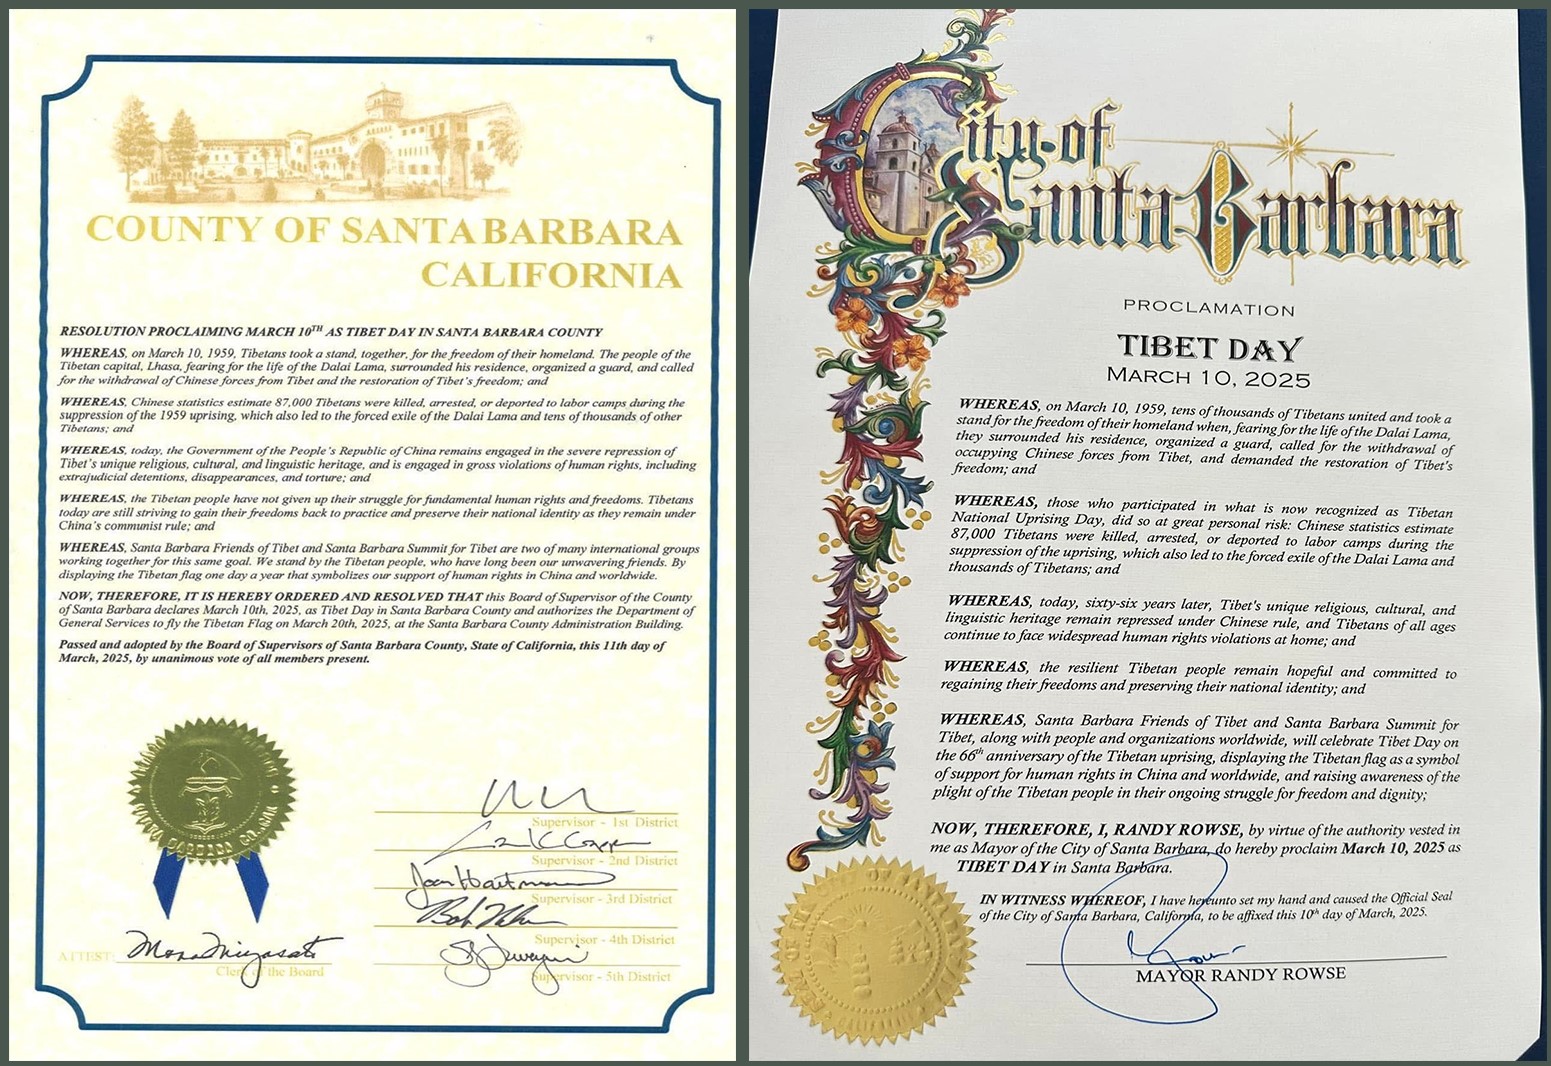 COUNTY OF SANTA BARBARA
CALIFORNIA
RESOLUTION PROCLAIMING MARCH 10TH AS TIBET DAY IN SANTA BARBARA COUNTY
WHEREAS, on March 10, 1959, Tibetans took a stand, together, for the freedom of their homeland. The people of the
Tibetan capital, Lhasa, fearing for the life of the Dalai Lama, surrounded his residence, organized a guard, and called
for the withdrawal of Chinese forces from Tibet and the restoration of Tibet's freedom; and
WHEREAS, Chinese statistics estimate 87,000 Tibetans were killed, arrested, or deported to labor camps during the
suppression of the 1959 uprising, which also led to the forced exile of the Dalai Lama and tens of thousands of other
Tibetans; and
WHEREAS, today, the Government of the People's Republic of China remains engaged in the severe repression of
Tibet's unique religious, cultural, and linguistic heritage, and is engaged in gross violations of human rights, including
extrajudicial detentions, disappearances, and torture; and
WHEREAS, the Tibetan people have not given up their struggle for fundamental human rights and freedoms. Tibetans
today are still striving to gain their freedoms back to practice and preserve their national identity as they remain under
China's communist rule; and
WHEREAS, Santa Barbara Friends of Tibet and Santa Barbara Summit for Tibet are two of many international groups
working together for this same goal. We stand by the Tibetan people, who have long been our unwavering friends. By
displaying the Tibetan flag one day a year that symbolizes our support of human rights in China and worldwide.
NOW, THEREFORE, IT IS HEREBY ORDERED AND RESOLVED THAT this Board of Supervisor of the County
of Santa Barbara declares March 10th, 2025, as Tibet Day in Santa Barbara County and authorizes the Department of
General Services to fly the Tibetan Flag on March 20th, 2025, at the Santa Barbara County Administration Building.
Passed and adopted by the Board of Supervisors of Santa Barbara County, State of California, this 11th day of
March, 2025, by unanimous vote of all members present.
Supervisor - 1st District
Supervisor - 2nd District
Joan Hartmann
Supervisor - 3rd District
Supervisor - 4th District
Supervisor - 5th District
ATTEST: Mona Miyasato
Clerk of the Board
City of
Santa Barbara
PROCLAMATION
TIBET DAY
MARCH 10, 2025
WHEREAS, on March 10, 1959, tens of thousands of Tibetans united and took a
stand for the freedom of their homeland when, fearing for the life of the Dalai Lama,
they surrounded his residence, organized a guard, called for the withdrawal of
occupying Chinese forces from Tibet, and demanded the restoration of Tibet's
freedom; and
WHEREAS, those who participated in what is now recognized as Tibetan
National Uprising Day, did so at great personal risk: Chinese statistics estimate
87,000 Tibetans were killed, arrested, or deported to labor camps during the
suppression of the uprising, which also led to the forced exile of the Dalai Lama and
thousands of Tibetans; and
WHEREAS, today, sixty-six years later, Tibet's unique religious, cultural, and
linguistic heritage remain repressed under Chinese rule, and Tibetans of all ages
continue to face widespread human rights violations at home; and
WHEREAS, the resilient Tibetan people remain hopeful and committed to
regaining their freedoms and preserving their national identity; and
WHEREAS, Santa Barbara Friends of Tibet and Santa Barbara Summit for
Tibet, along with people and organizations worldwide, will celebrate Tibet Day on
the 66th anniversary of the Tibetan uprising, displaying the Tibetan flag as a symbol
of support for human rights in China and worldwide, and raising awareness of the
plight of the Tibetan people in their ongoing struggle for freedom and dignity;
NOW, THEREFORE, I, RANDY ROWSE, by virtue of the authority vested in
me as Mayor of the City of Santa Barbara, do hereby proclaim March 10, 2025 as
TIBET DAY in Santa Barbara.
IN WITNESS WHEREOF, I have hereunto set my hand and caused the Official Seal
of the City of Santa Barbara, California, to be affixed this 10th day of March, 2025.
MAYOR RANDY ROWSE